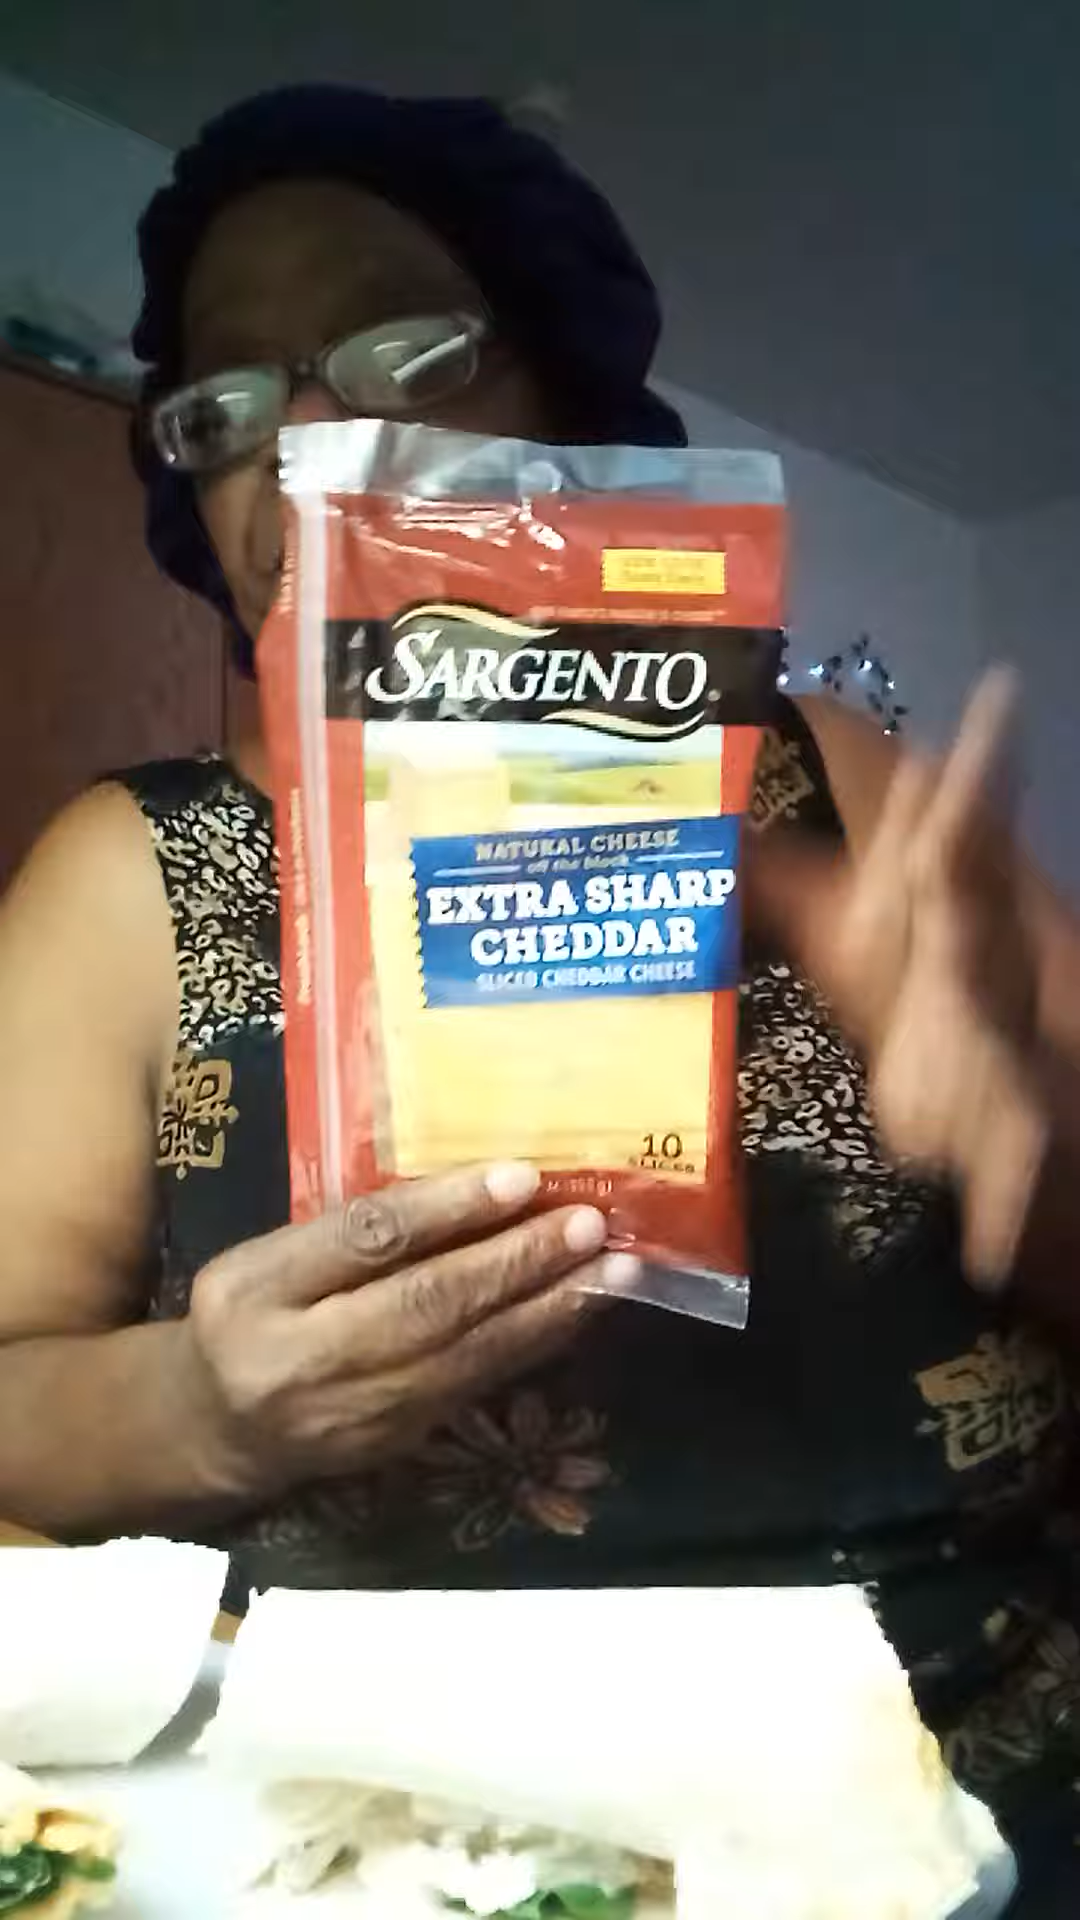 SARGENTO
NATURAL CHEESE
off the block
EXTRA SHARP
CHEDDAR
SLICED CHEDDAR CHEESE
10
SLICES